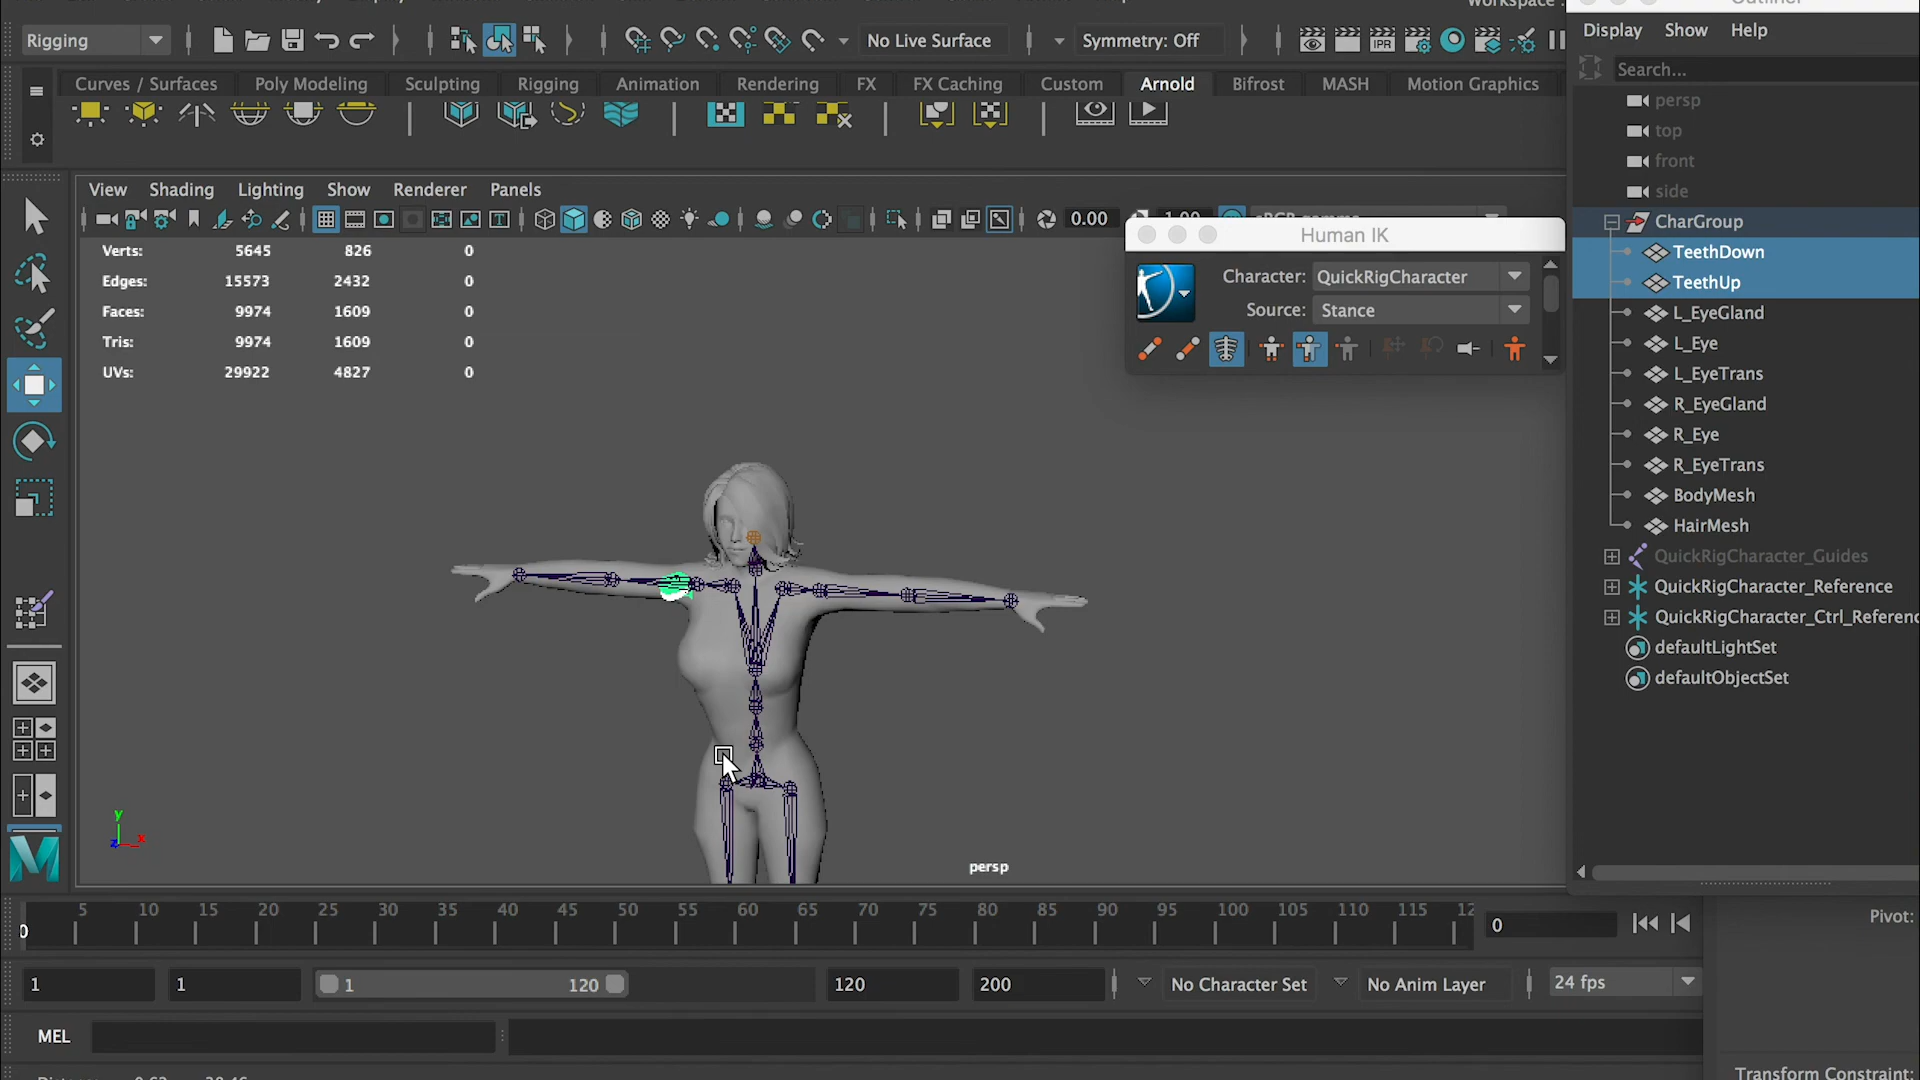 Rigging
No Live Surface
Symmetry: Off
IPR
Curves / Surfaces
Poly Modeling
Sculpting
Rigging
Animation
Rendering
FX
FX Caching
Custom
Arnold
Bifrost
MASH
Motion Graphics
View
Shading
Lighting
Show
Renderer
Panels
0.00
Verts: 5645 826 0
Edges: 15573 2432 0
Faces: 9974 1609 0
Tris: 9974 1609 0
UVs: 29922 4827 0
Human IK
Character: QuickRigCharacter
Source: Stance
Display
Show
Help
Search...
persp
top
front
side
CharGroup
TeethDown
TeethUp
L_EyeGland
L_Eye
L_EyeTrans
R_EyeGland
R_Eye
R_EyeTrans
BodyMesh
HairMesh
QuickRigCharacter_Guides
QuickRigCharacter_Reference
QuickRigCharacter_Ctrl_Referenc
defaultLightSet
defaultObjectSet
y
z
x
persp
5 10 15 20 25 30 35 40 45 50 55 60 65 70 75 80 85 90 95 100 105 110 115 12
0
0
Pivot:
1
1
1
120
120
200
No Character Set
No Anim Layer
24 fps
MEL
Transform Constraint: